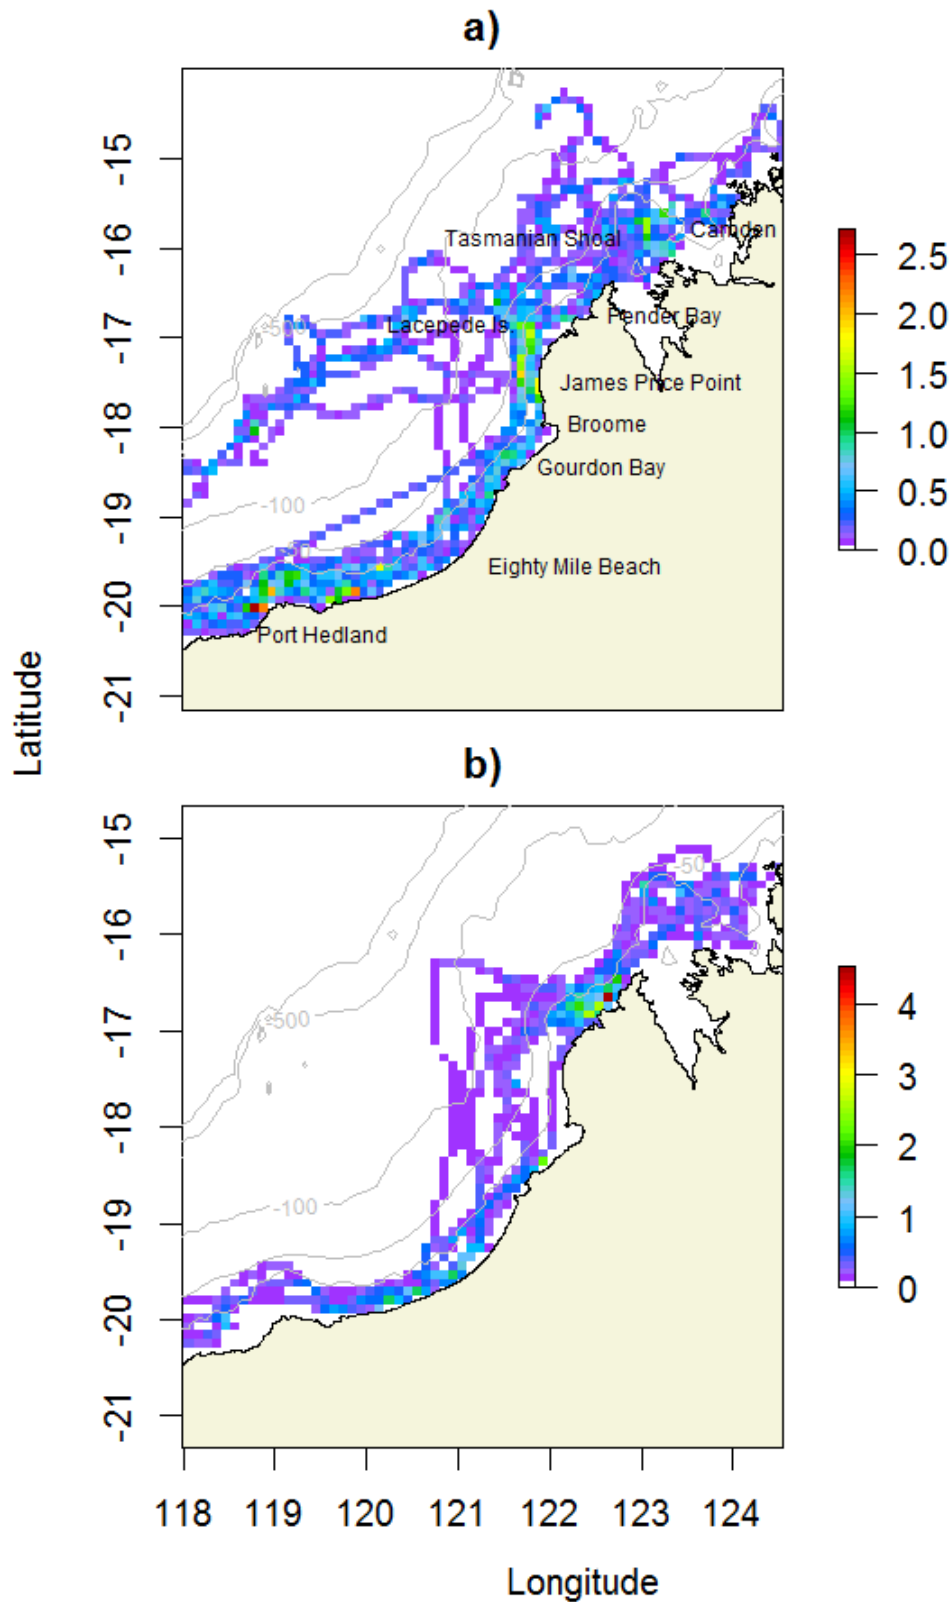 a)
-15
-16
-17
-18
-19
-20
-21
-500
-100
-50
Tasmanian Shoal
Camden
Lacepede Is.
Pender Bay
James Price Point
Broome
Gourdon Bay
Eighty Mile Beach
Port Hedland
2.5
2.0
1.5
1.0
0.5
0.0
Latitude
b)
-15
-16
-17
-18
-19
-20
-21
-50
-500
-100
4
3
2
1
0
118 119 120 121 122 123 124
Longitude